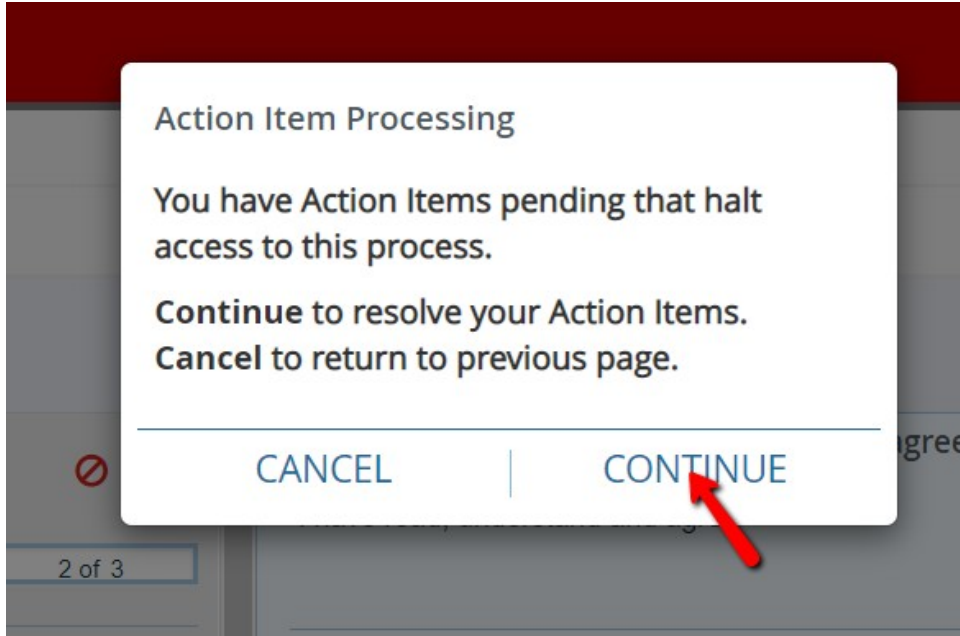 Action Item Processing
You have Action Items pending that halt
access to this process.
Continue to resolve your Action Items.
Cancel to return to previous page.
CANCEL
CONTINUE
agree
2 of 3